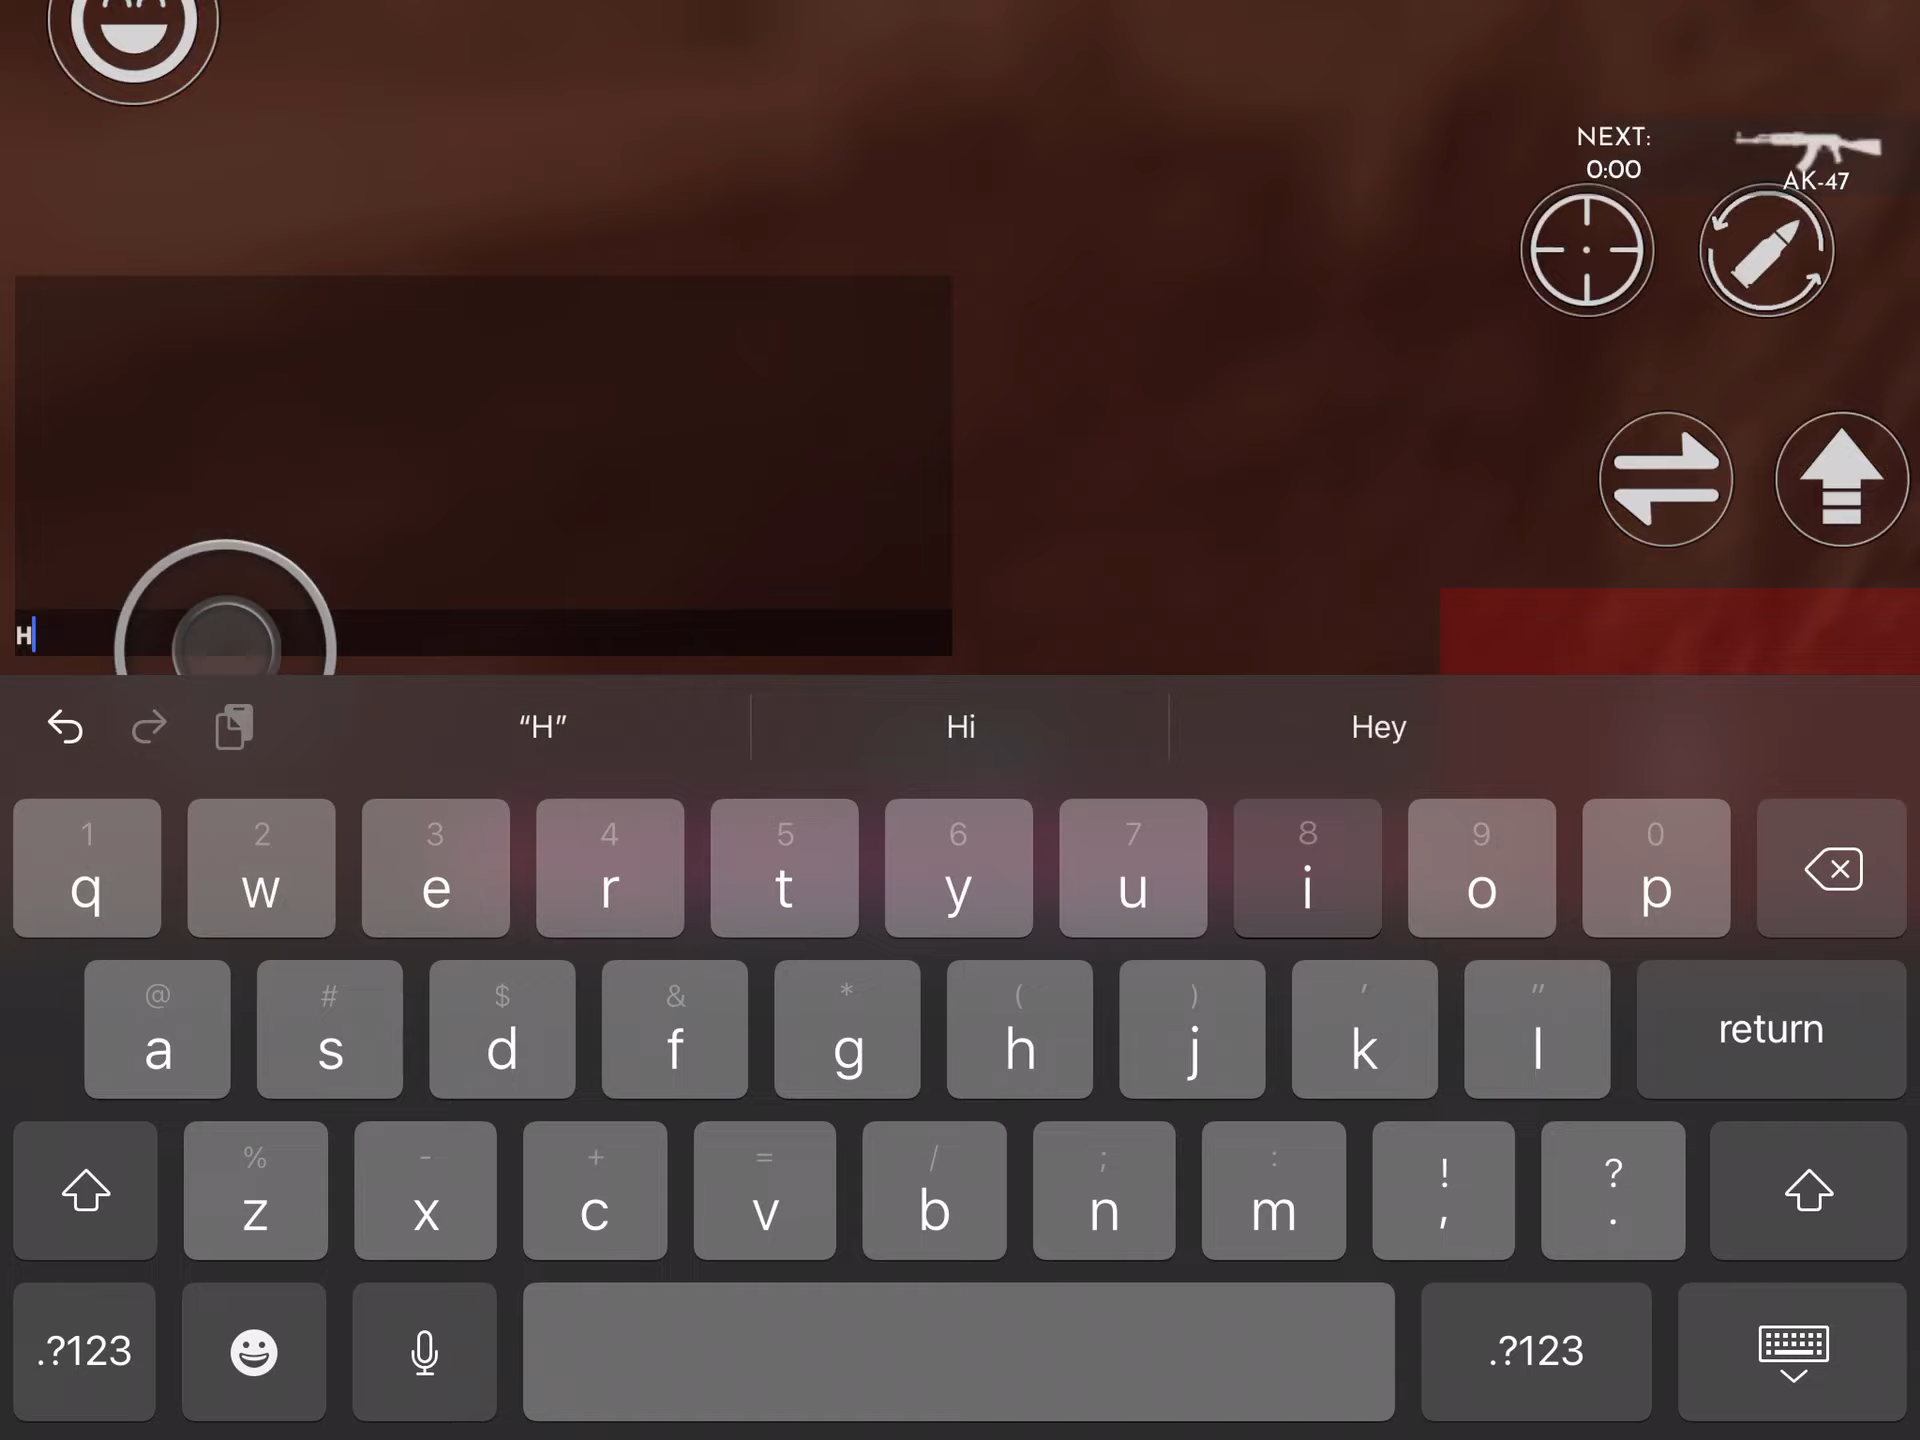 NEXT:
0:00
AK-47
H
“H” Hi Hey
1 2 3 4 5 6 7 8 9 0
q w e r t y u i o p
@ # $ & * ( ) ' "
a s d f g h j k l return
% - + = / ; : ! ?
z x c v b n m , .
.?123 .?123